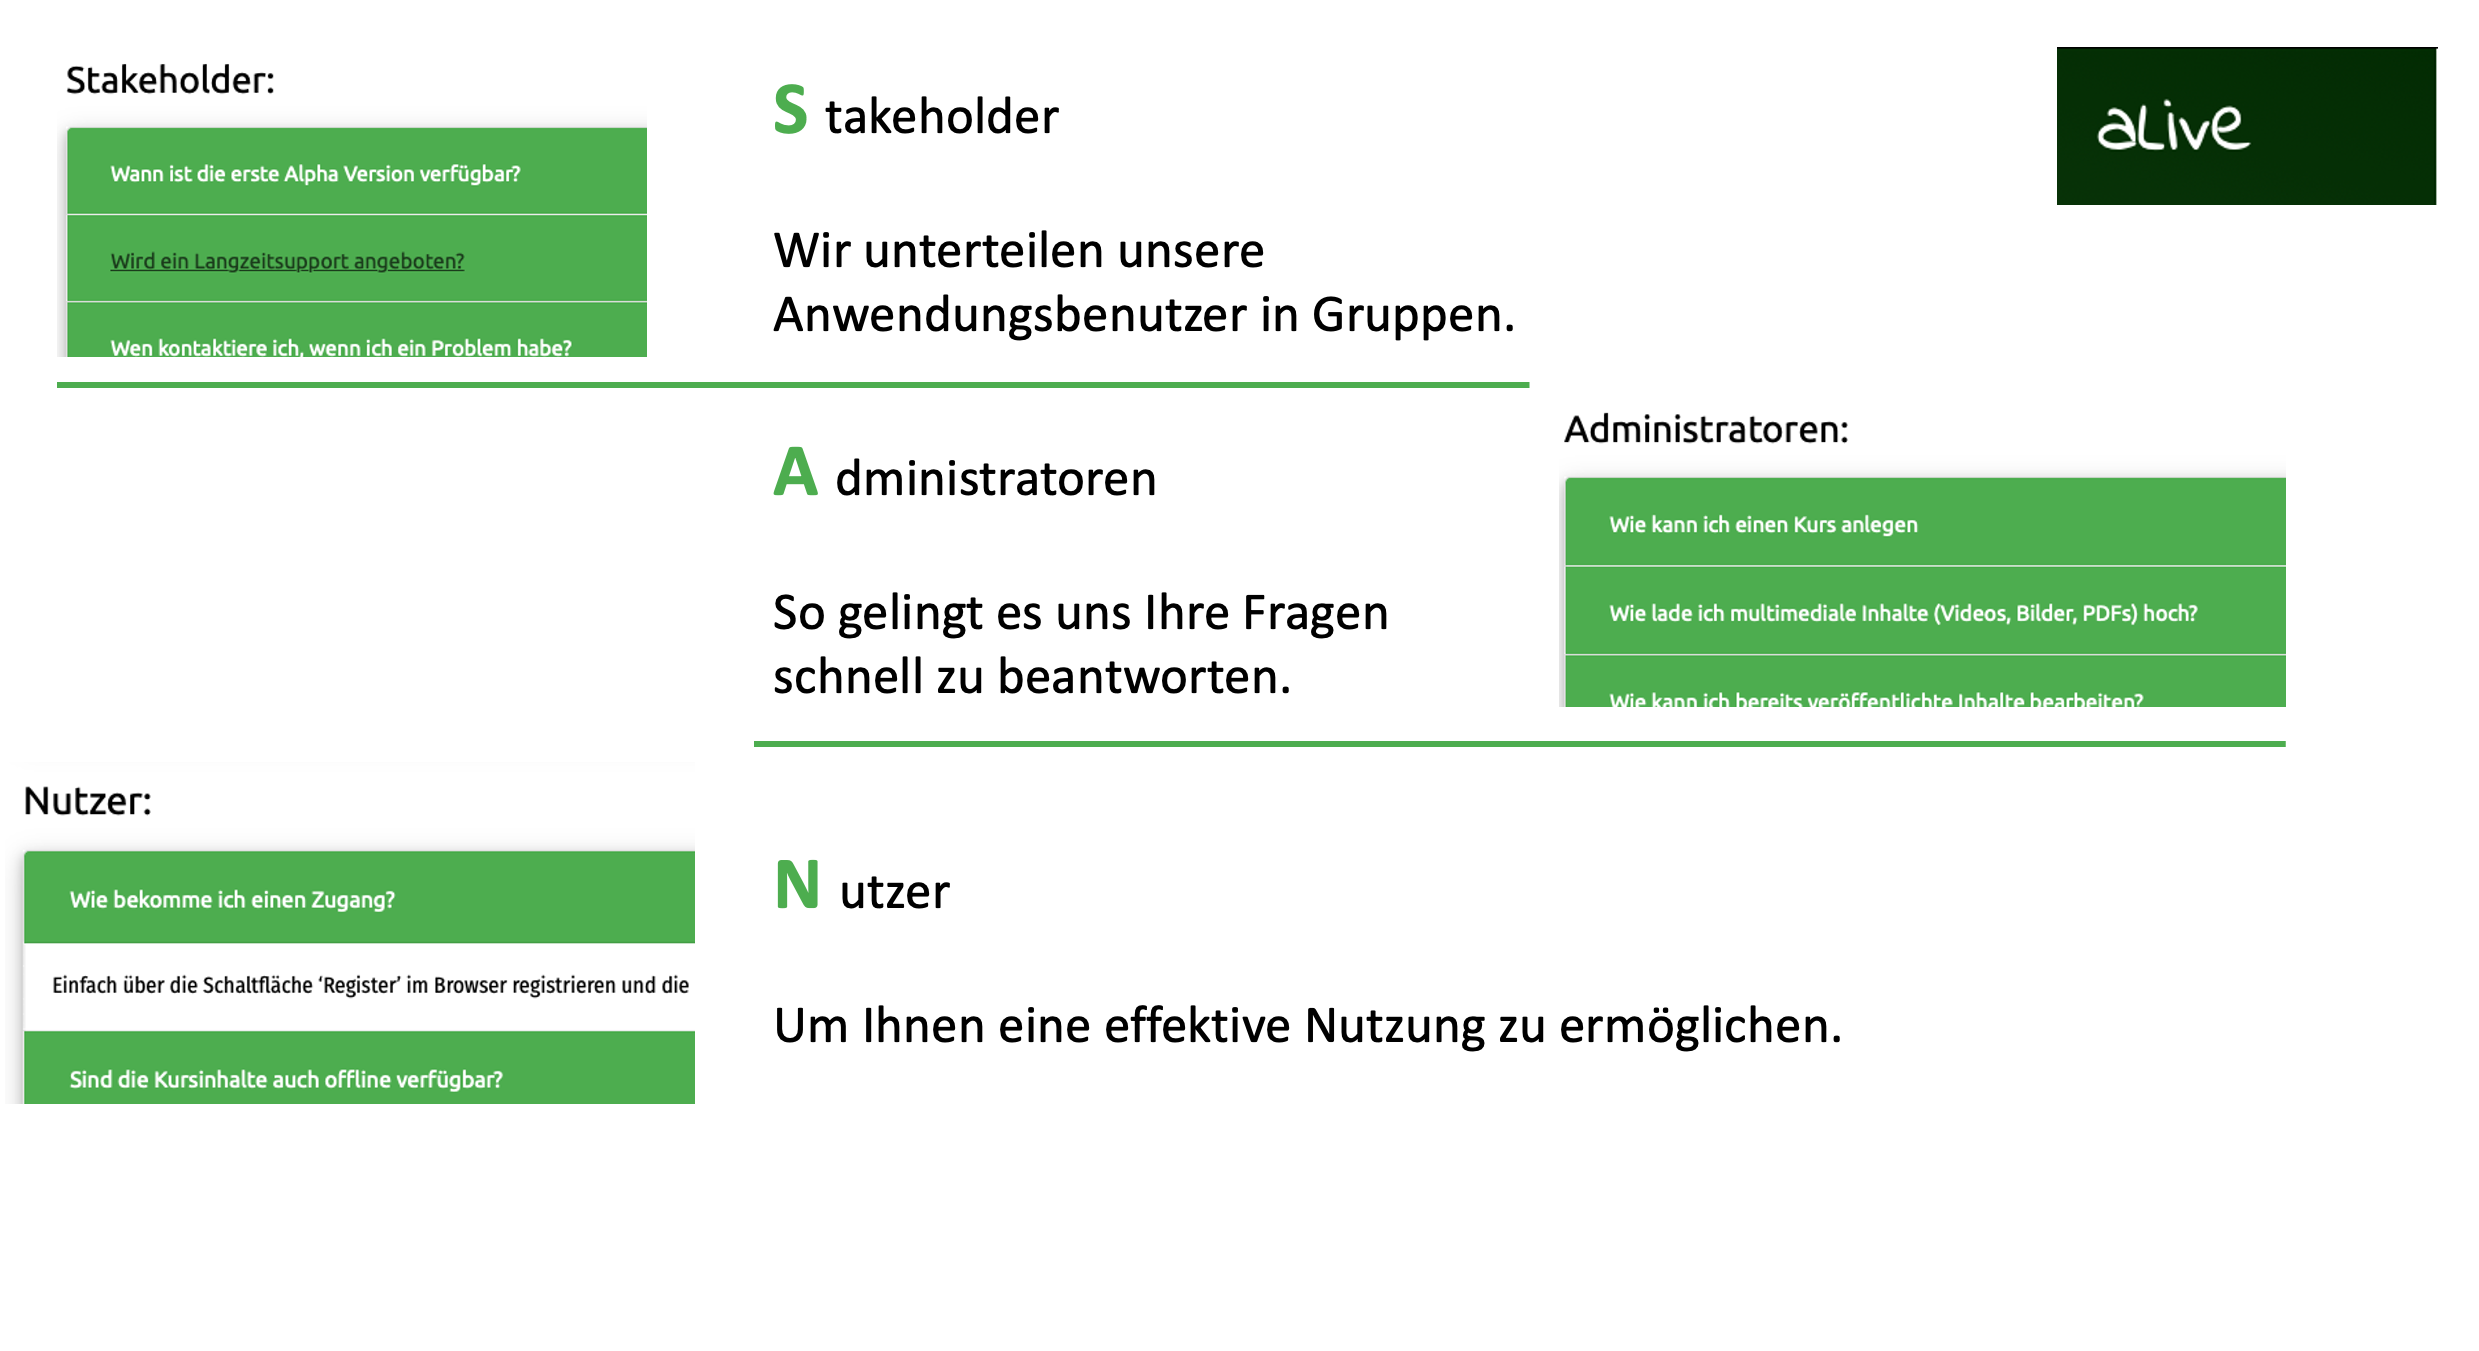 Stakeholder:
Wann ist die erste Alpha Version verfügbar?
Wird ein Langzeitsupport angeboten?
Wen kontaktiere ich, wenn ich ein Problem habe?
S takeholder
Wir unterteilen unsere
Anwendungsbenutzer in Gruppen.
aLive
A dministratoren
So gelingt es uns Ihre Fragen
schnell zu beantworten.
Administratoren:
Wie kann ich einen Kurs anlegen
Wie lade ich multimediale Inhalte (Videos, Bilder, PDFs) hoch?
Wie kann ich bereits veröffentlichte Inhalte bearbeiten?
Nutzer:
Wie bekomme ich einen Zugang?
Einfach über die Schaltfläche ‘Register’ im Browser registrieren und die
Sind die Kursinhalte auch offline verfügbar?
N utzer
Um Ihnen eine effektive Nutzung zu ermöglichen.